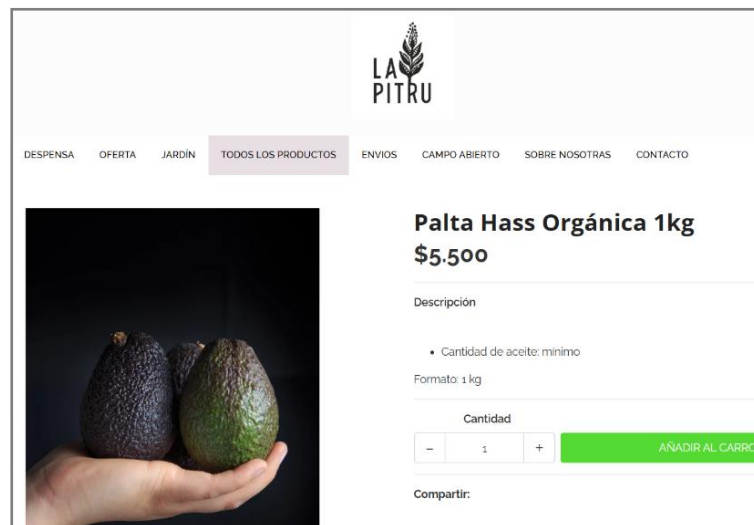 LA
PITRU
DESPENSA OFERTA JARDÍN TODOS LOS PRODUCTOS ENVIOS CAMPO ABIERTO SOBRE NOSOTRAS CONTACTO
Palta Hass Orgánica 1kg
$5.500
Descripción
• Cantidad de aceite: mínimo
Formato: 1 kg
Cantidad
- 1 + AÑADIR AL CARRO
Compartir: